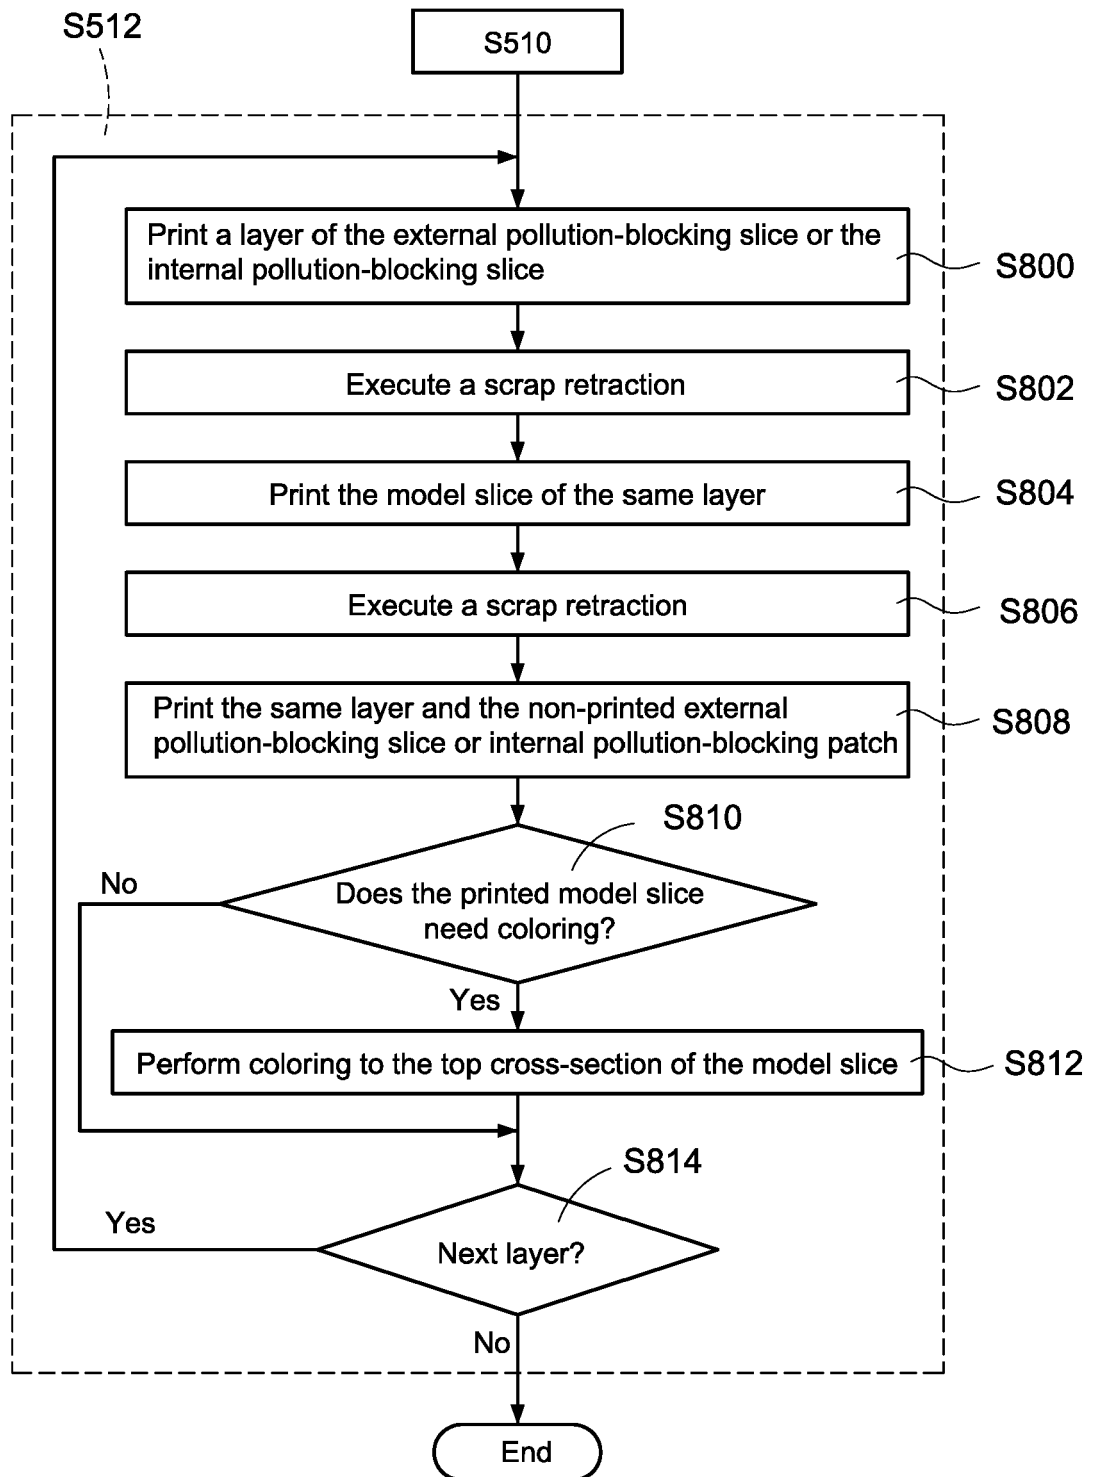 S512
S510
Print a layer of the external pollution-blocking slice or the
internal pollution-blocking slice
S800
Execute a scrap retraction
S802
Print the model slice of the same layer
S804
Execute a scrap retraction
S806
Print the same layer and the non-printed external
pollution-blocking slice or internal pollution-blocking patch
S808
S810
No
Does the printed model slice
need coloring?
Yes
Perform coloring to the top cross-section of the model slice
S812
S814
Yes
Next layer?
No
End